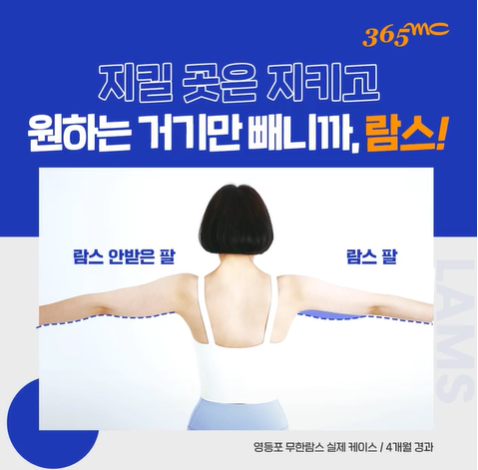 365mc
지킬 곳은 지키고
원하는 거기만 빼니까, 람스!
람스 안받은 팔
람스 팔
LAMS
영등포 무한람스 실제 케이스 / 4개월 경과